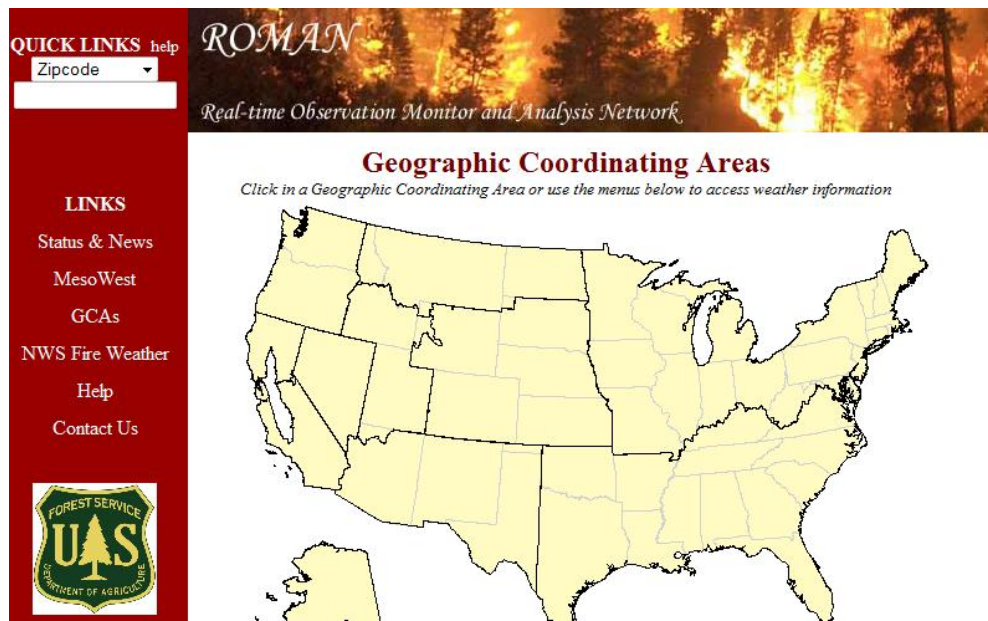 QUICK LINKS help
Zipcode
LINKS
Status & News
MesoWest
GCAs
NWS Fire Weather
Help
Contact Us
FOREST SERVICE
UAS
DEPARTMENT OF AGRICULTURE
ROMAN
Real-time Observation Monitor and Analysis Network
Geographic Coordinating Areas
Click in a Geographic Coordinating Area or use the menus below to access weather information